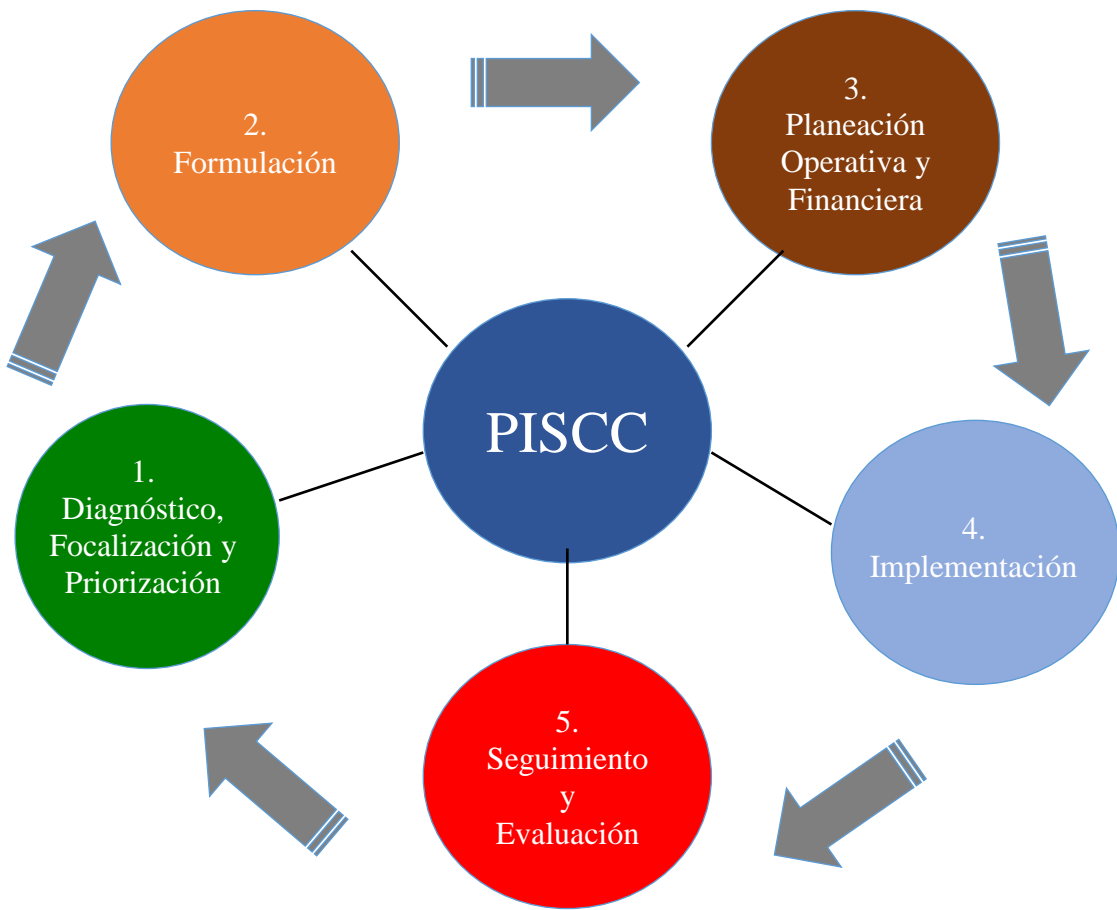 1.
Diagnóstico,
Focalización y
Priorización
2.
Formulación
3.
Planeación
Operativa y
Financiera
4.
Implementación
5.
Seguimiento
y
Evaluación
PISCC